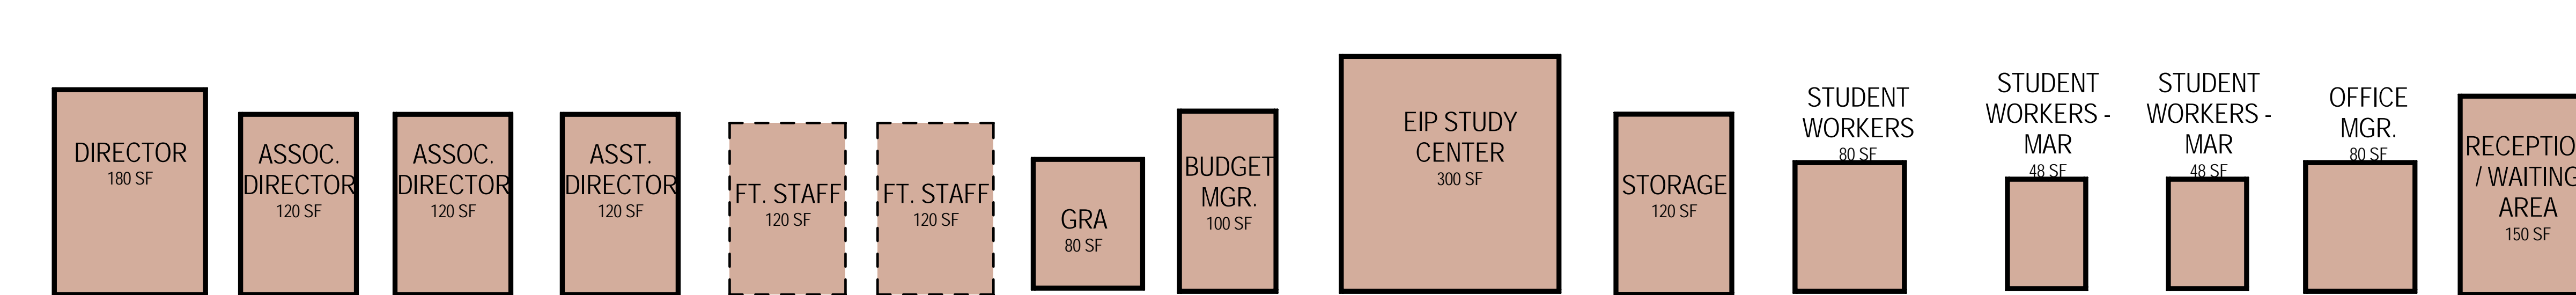 DIRECTOR
180 SF
ASSOC.
DIRECTOR
120 SF
ASSOC.
DIRECTOR
120 SF
ASST.
DIRECTOR
120 SF
FT. STAFF
120 SF
FT. STAFF
120 SF
GRA
80 SF
BUDGET
MGR.
100 SF
EIP STUDY
CENTER
300 SF
STORAGE
120 SF
STUDENT
WORKERS
80 SF
STUDENT
WORKERS -
MAR
48 SF
STUDENT
WORKERS -
MAR
48 SF
OFFICE
MGR.
80 SF
RECEPTIO
/ WAITING
AREA
150 SF